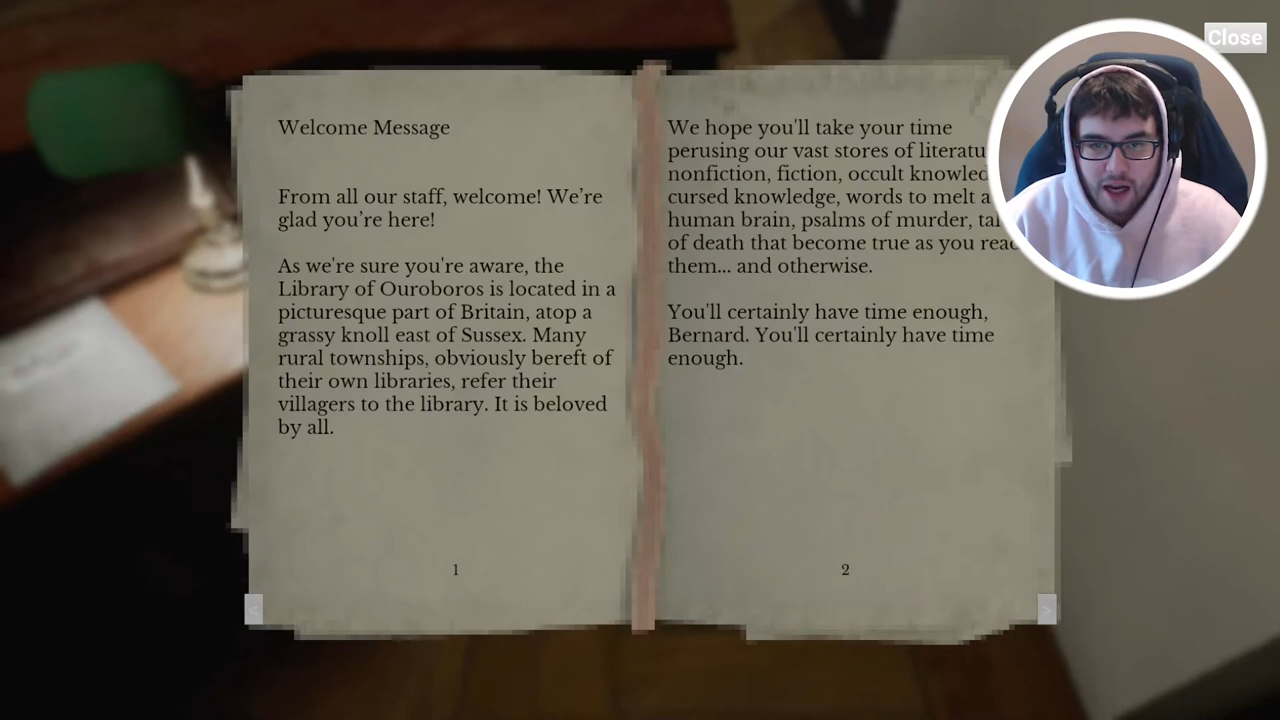 Close
Welcome Message
From all our staff, welcome! We’re
glad you’re here!
As we're sure you're aware, the
Library of Ouroboros is located in a
picturesque part of Britain, atop a
grassy knoll east of Sussex. Many
rural townships, obviously bereft of
their own libraries, refer their
villagers to the library. It is beloved
by all.
1
We hope you'll take your time
perusing our vast stores of
nonfiction, fiction, occult
cursed knowledge, words to melt
human brain, psalms of murder,
of death that become true as you
them... and otherwise.
You'll certainly have time enough,
Bernard. You'll certainly have time
enough.
2
<
>